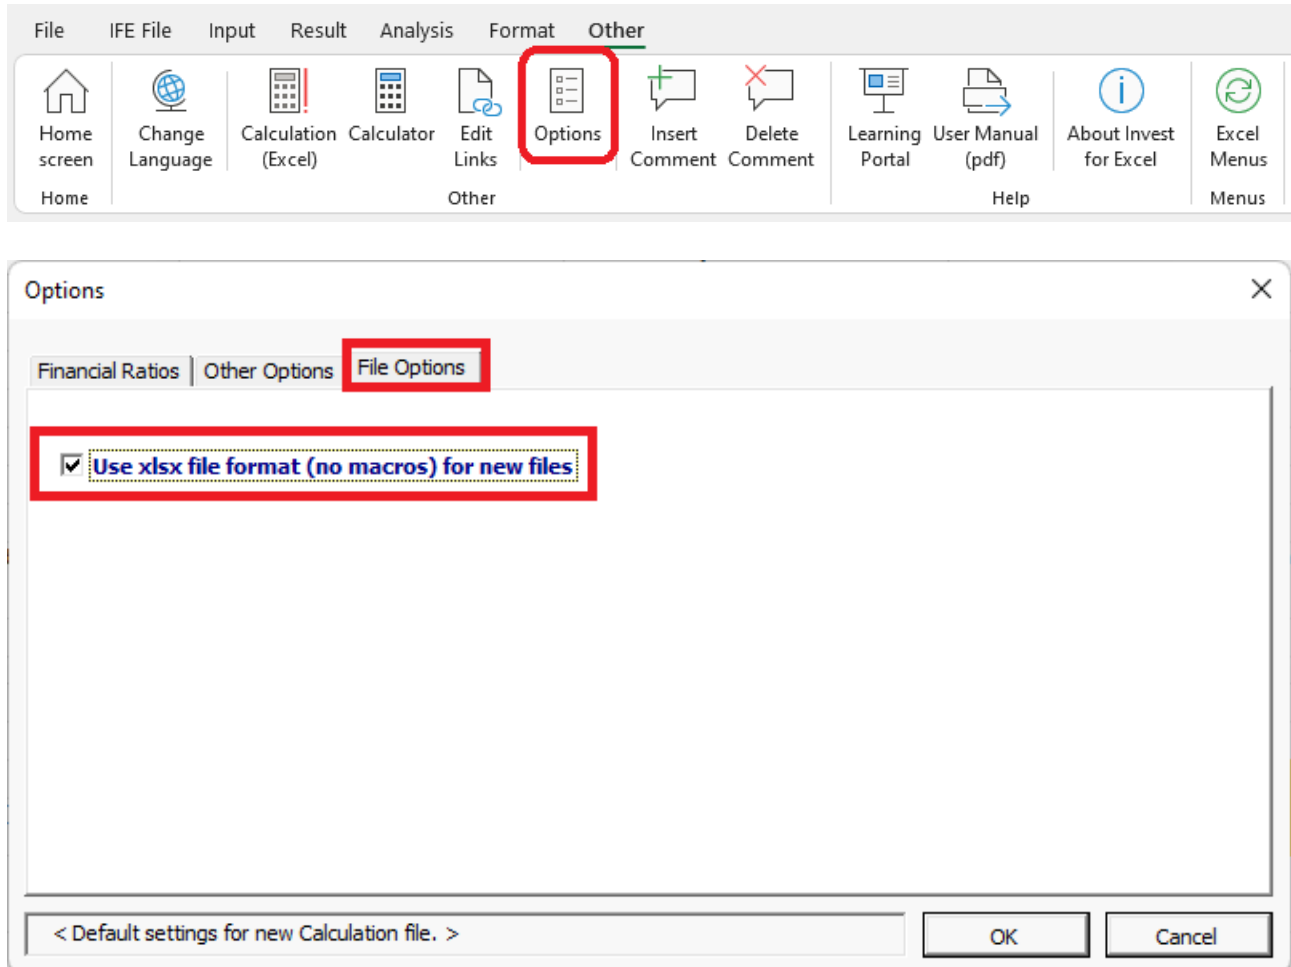 File IFE File Input Result Analysis Format Other
Home Change Calculation Calculator Edit Options Insert Delete Learning User Manual About Invest Excel
screen Language (Excel) Links Comment Comment Portal (pdf) for Excel Menus
Home Other Help Menus
Options
Financial Ratios Other Options File Options
Use xlsx file format (no macros) for new files
< Default settings for new Calculation file. > OK Cancel